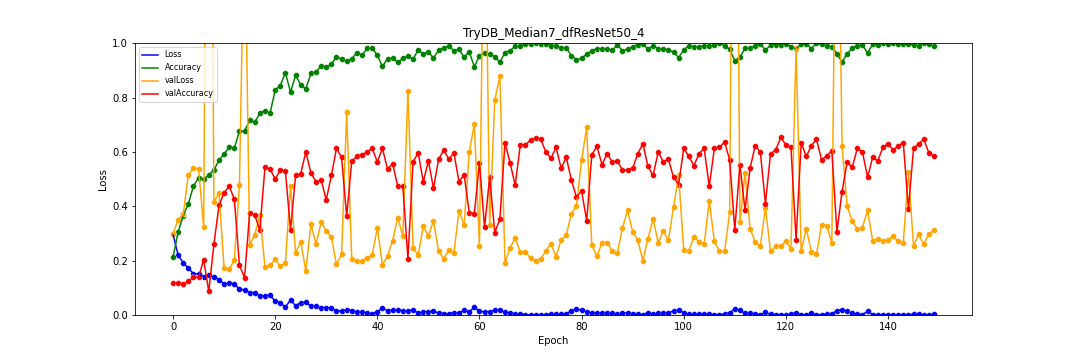 TryDB_Median7_dfResNet50_4
Loss
Accuracy
valLoss
valAccuracy
Loss
1.0
0.8
0.6
0.4
0.2
0.0
0 20 40 60 80 100 120 140
Epoch